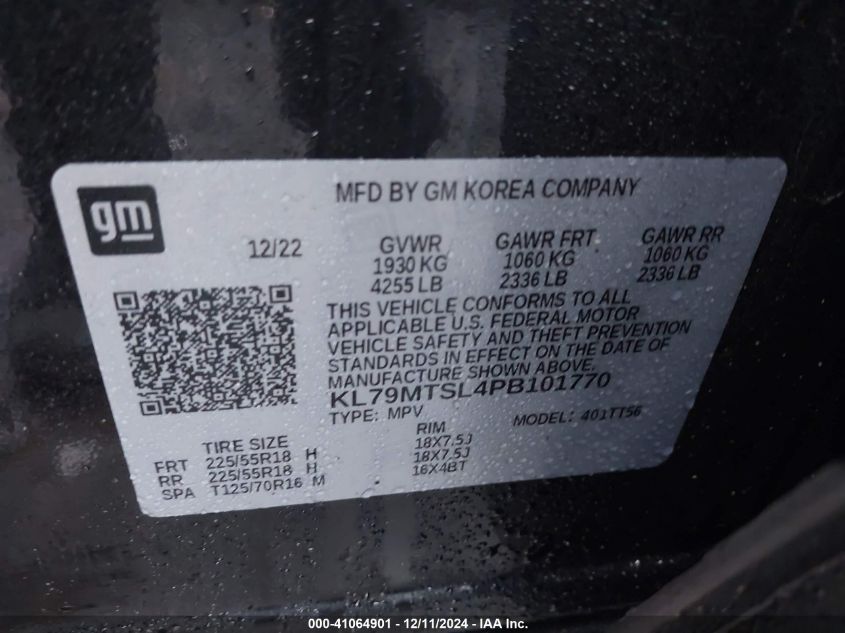 gm
MFD BY GM KOREA COMPANY
12/22 GVWR GAWR FRT GAWR RR
1930 KG 1060 KG 1060 KG
4255 LB 2336 LB 2336 LB
THIS VEHICLE CONFORMS TO ALL
APPLICABLE U.S. FEDERAL MOTOR
VEHICLE SAFETY AND THEFT PREVENTION
STANDARDS IN EFFECT ON THE DATE OF
MANUFACTURE SHOWN ABOVE.
KL79MTSL4PB101770
TYPE: MPV MODEL: 401TT56
TIRE SIZE RIM
FRT 225/55R18 H 18X7.5J
RR 225/55R18 H 18X7.5J
SPA T125/70R16 M 16X4BT
000-41064901 - 12/11/2024 - IAA Inc.